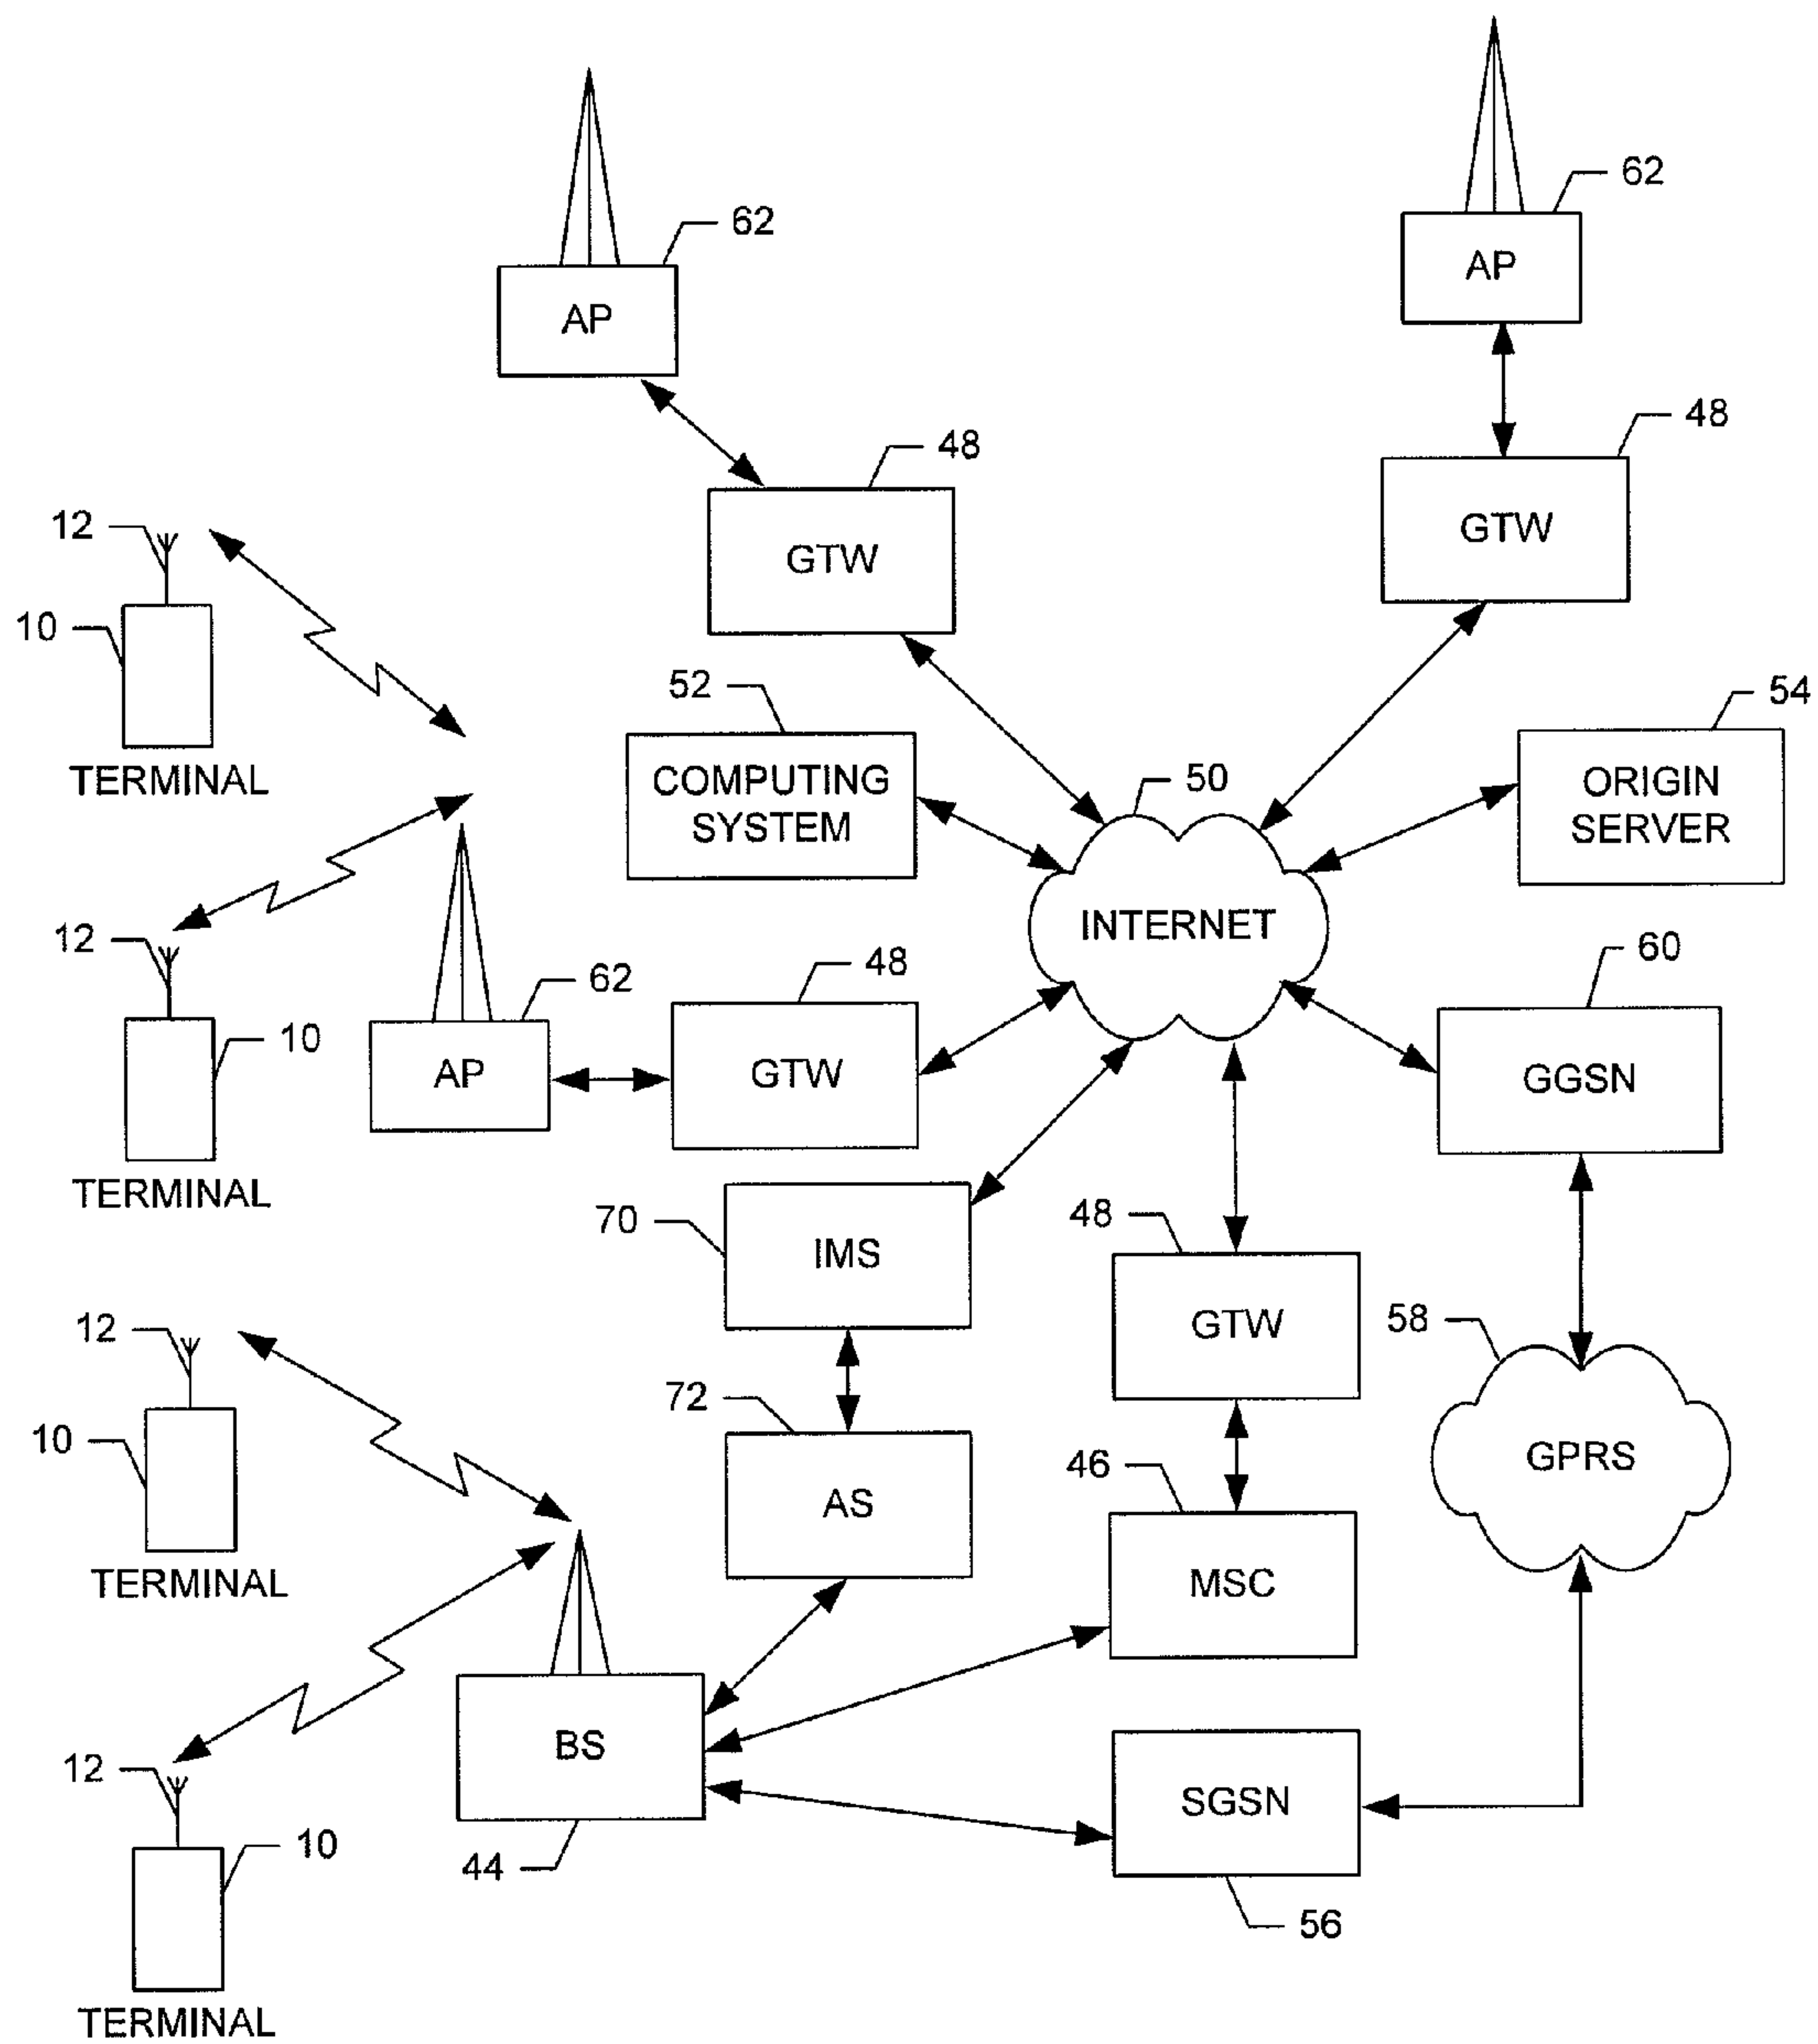 62
AP
62
AP
48
GTW
48
GTW
12
10
TERMINAL
52
COMPUTING
SYSTEM
54
ORIGIN
SERVER
50
INTERNET
12
10
TERMINAL
62
AP
48
GTW
60
GGSN
70
IMS
48
GTW
58
GPRS
12
10
TERMINAL
72
AS
46
MSC
BS
44
SGSN
56
12
10
TERMINAL